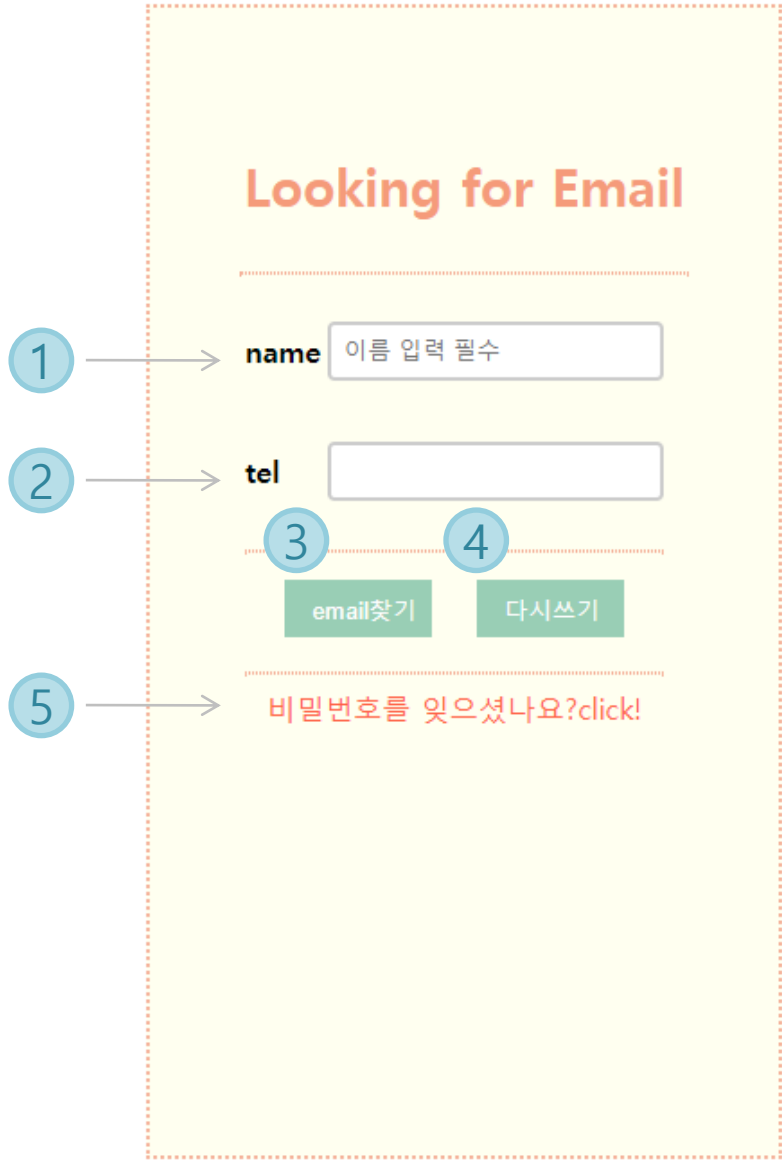 Looking for Email
1 name 이름 입력 필수
2 tel
3 4
email찾기 다시쓰기
5 비밀번호를 잊으셨나요?click!